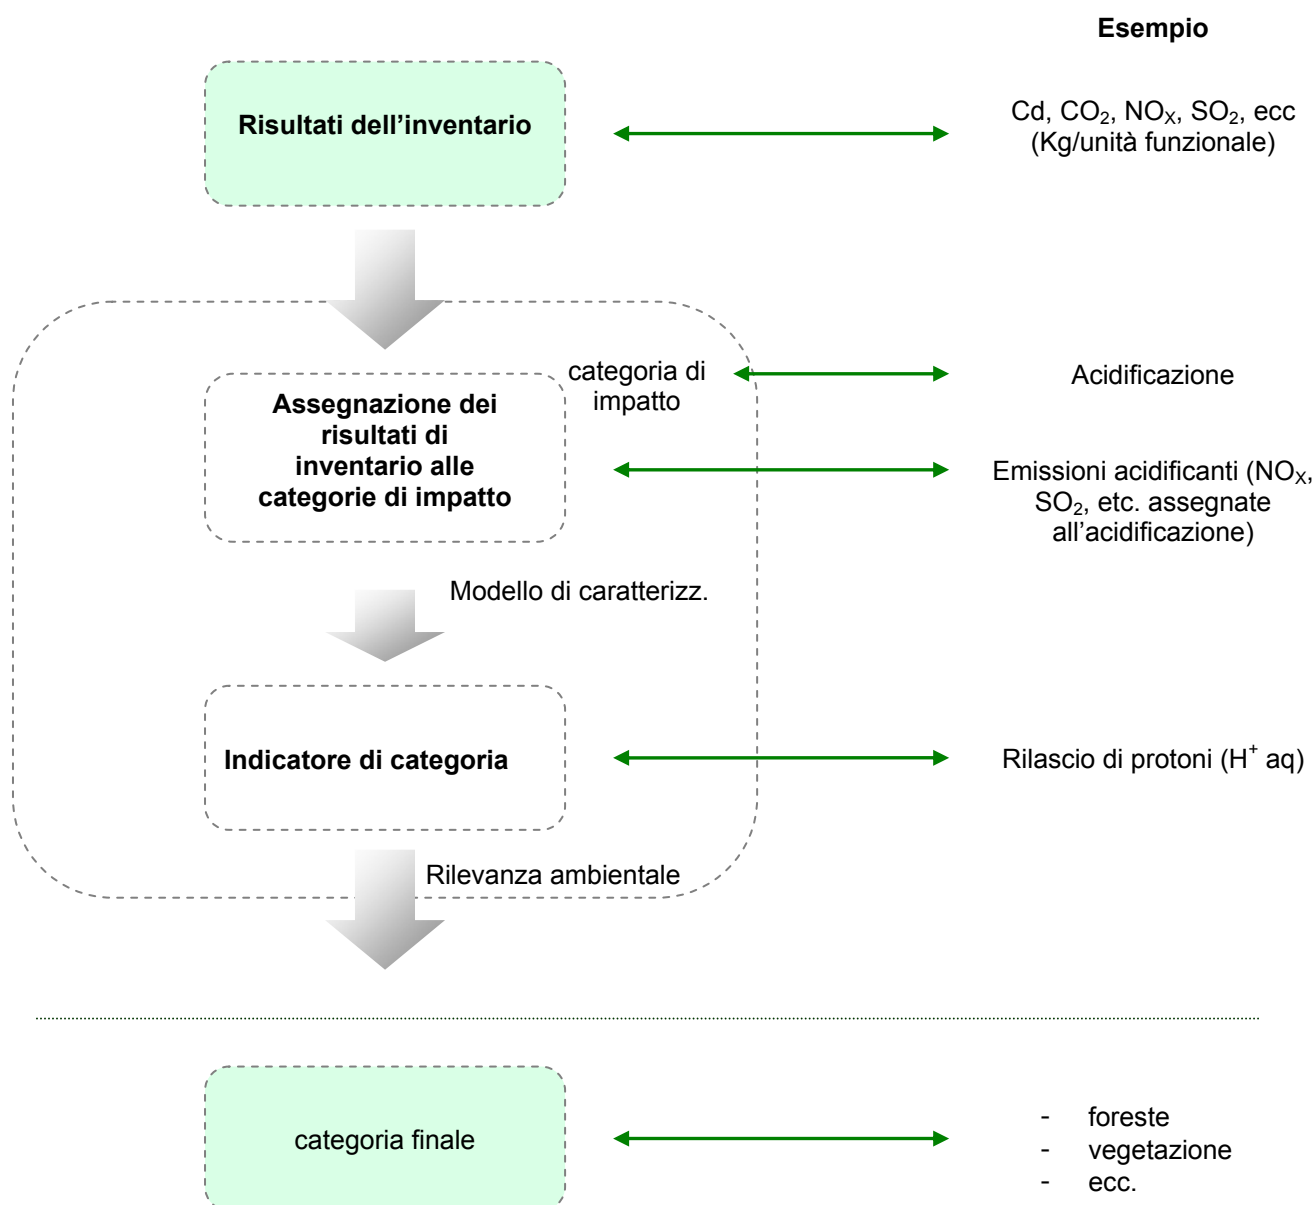 Esempio
Risultati dell’inventario
Cd, CO₂, NOₓ, SO₂, ecc
(Kg/unità funzionale)
categoria di
impatto
Acidificazione
Assegnazione dei
risultati di
inventario alle
categorie di impatto
Emissioni acidificanti (NOₓ,
SO₂, etc. assegnate
all’acidificazione)
Modello di caratterizz.
Indicatore di categoria
Rilascio di protoni (H⁺ aq)
Rilevanza ambientale
categoria finale
- foreste
- vegetazione
- ecc.